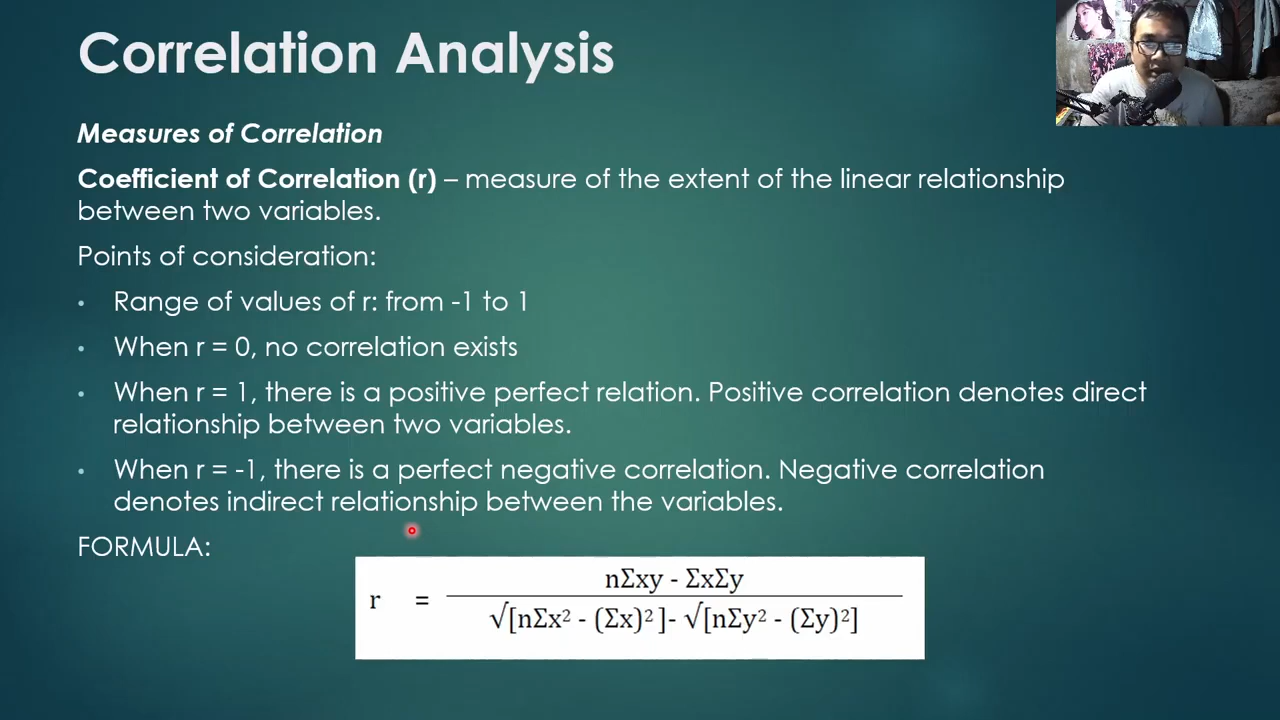 Correlation Analysis
Measures of Correlation
Coefficient of Correlation (r) – measure of the extent of the linear relationship
between two variables.
Points of consideration:
• Range of values of r: from -1 to 1
• When r = 0, no correlation exists
• When r = 1, there is a positive perfect relation. Positive correlation denotes direct
relationship between two variables.
• When r = -1, there is a perfect negative correlation. Negative correlation
denotes indirect relationship between the variables.
FORMULA:
nΣxy - ΣxΣy
r =
√[nΣx² - (Σx)² ]- √[nΣy² - (Σy)²]